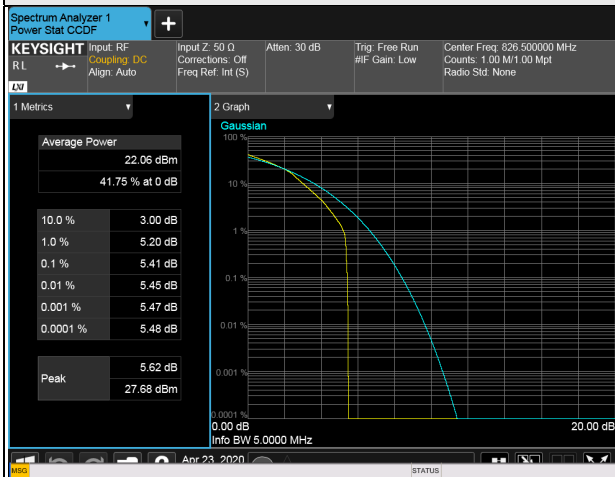 Spectrum Analyzer 1
Power Stat CCDF
KEYSIGHT
R L
LXI
Input: RF
Coupling: DC
Align: Auto
Input Z: 50 Ω
Corrections: Off
Freq Ref: Int (S)
Atten: 30 dB
Trig: Free Run
#IF Gain: Low
Center Freq: 826.500000 MHz
Counts: 1.00 M/1.00 Mpt
Radio Std: None
1 Metrics
Average Power
22.06 dBm
41.75 % at 0 dB
10.0 % 3.00 dB
1.0 % 5.20 dB
0.1 % 5.41 dB
0.01 % 5.45 dB
0.001 % 5.47 dB
0.0001 % 5.48 dB
Peak
5.62 dB
27.68 dBm
2 Graph
Gaussian
100 %
10 %
1 %
0.1 %
0.01 %
0.001 %
0.0001 %
0.00 dB 20.00 dB
Info BW 5.0000 MHz
Apr 23, 2020
MSG STATUS